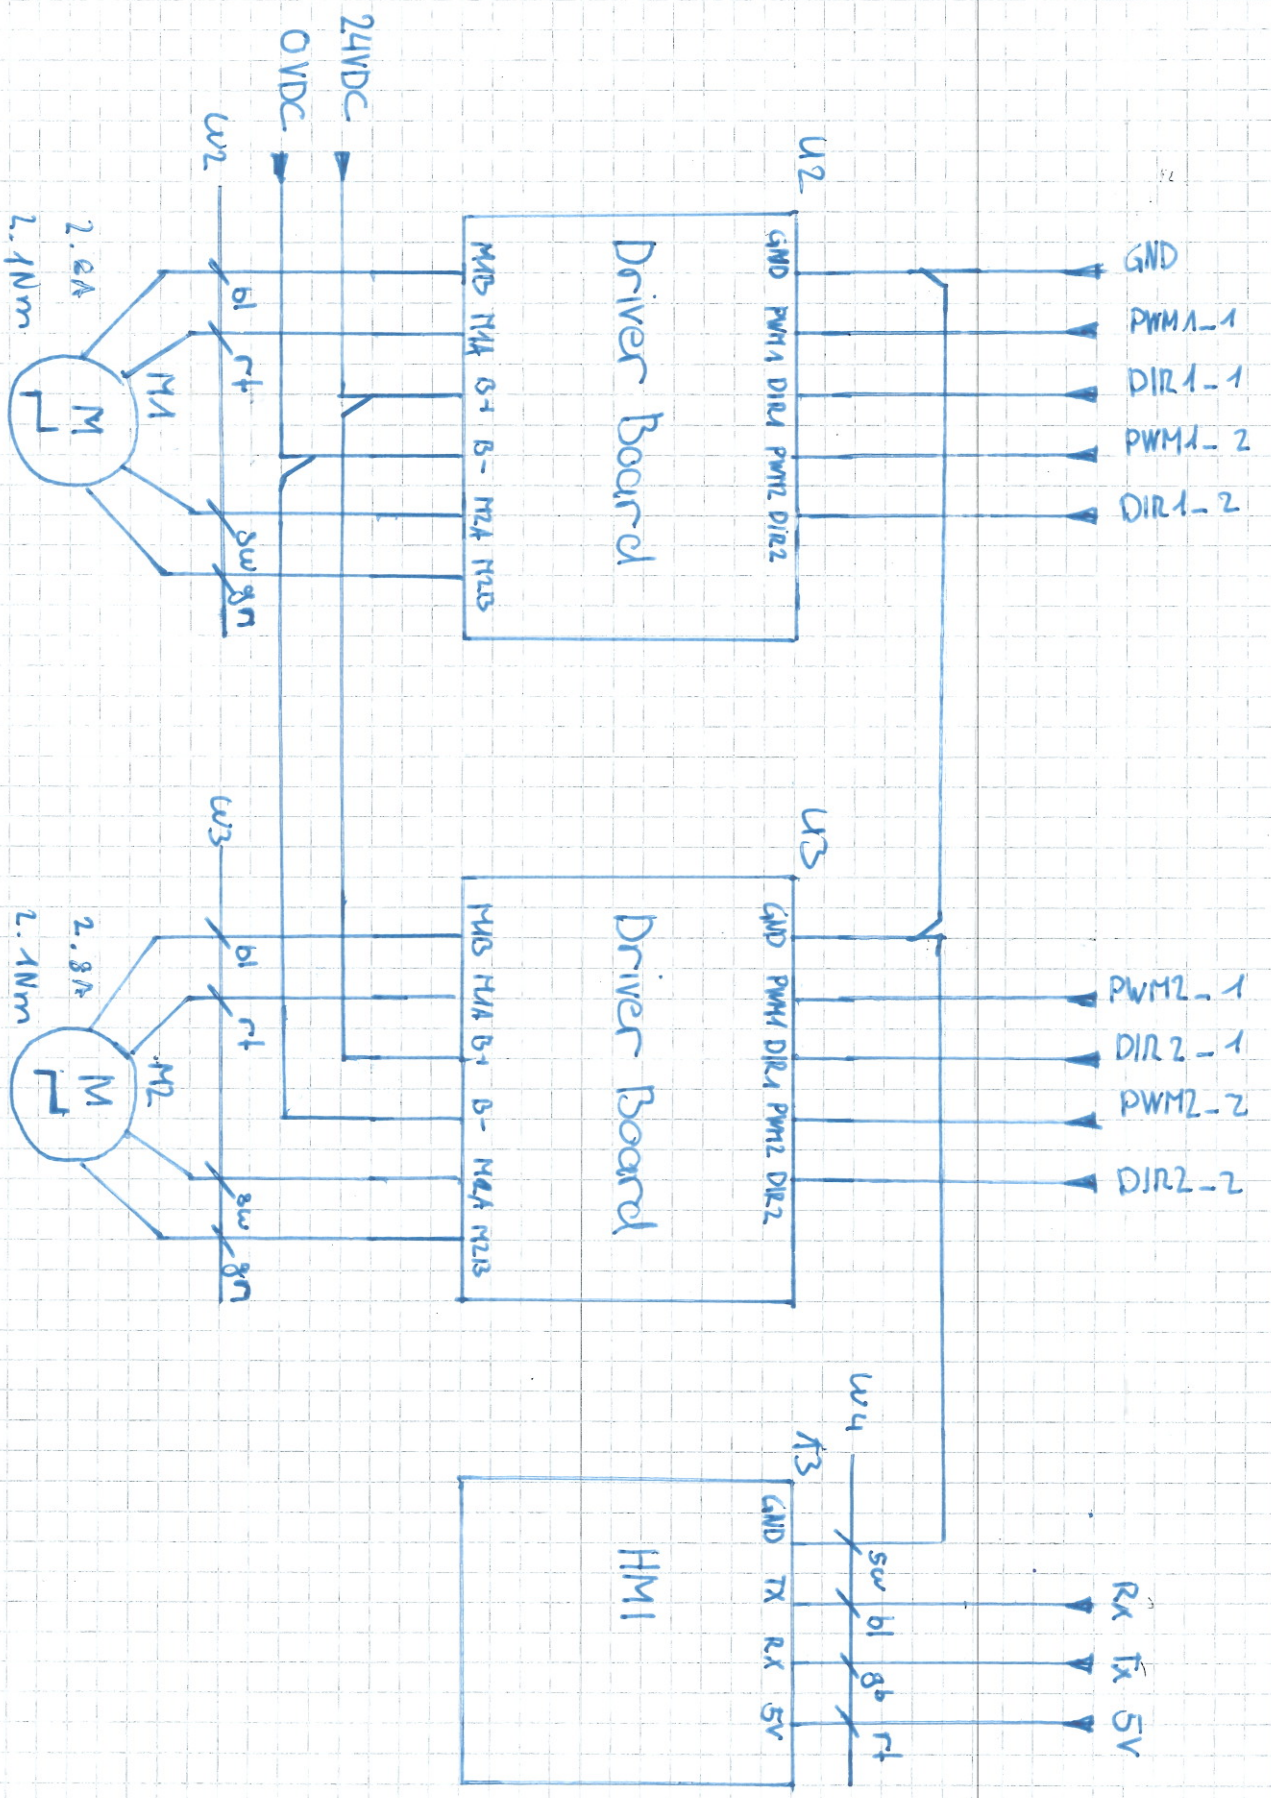 GND
PWM1_1
DIR1_1
PWM1_2
DIR1_2
PWM2_1
DIR2_1
PWM2_2
DIR2_2
Rx
Tx
5V
U2
GND PWM1 DIR1 PWM2 DIR2
Driver Board
M1B M1A B+ B- M2A M2B
U3
GND PWM1 DIR1 PWM2 DIR2
Driver Board
M1B M1A B+ B- M2A M2B
W4
sw bl gb rt
A3
GND TX RX 5V
HMI
24VDC
0VDC
W2
bl rt sw gn
M1
M
2.8A
2.1Nm
W3
bl rt sw gn
M2
M
2.8A
2.1Nm